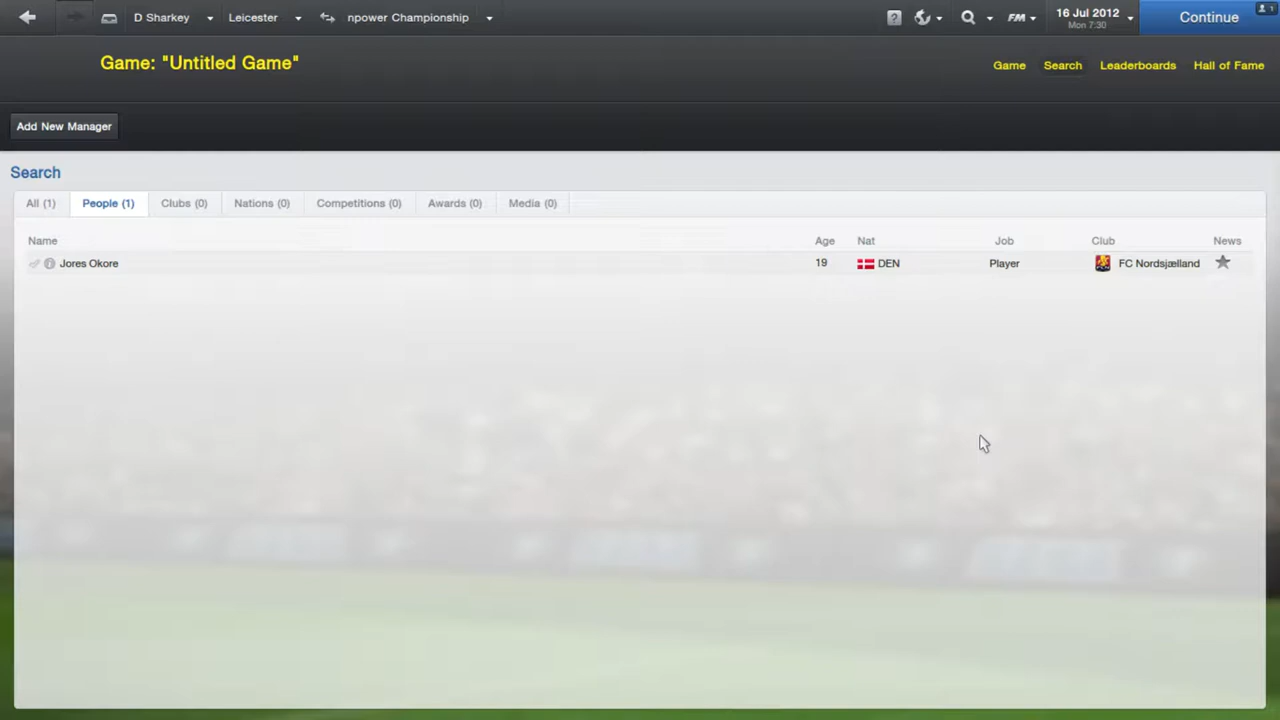 D Sharkey Leicester npower Championship ? FM 16 Jul 2012 Mon 7:30 Continue 1
Game: "Untitled Game" Game Search Leaderboards Hall of Fame
Add New Manager
Search
All (1) People (1) Clubs (0) Nations (0) Competitions (0) Awards (0) Media (0)
Name Age Nat Job Club News
Jores Okore 19 DEN Player FC Nordsjælland